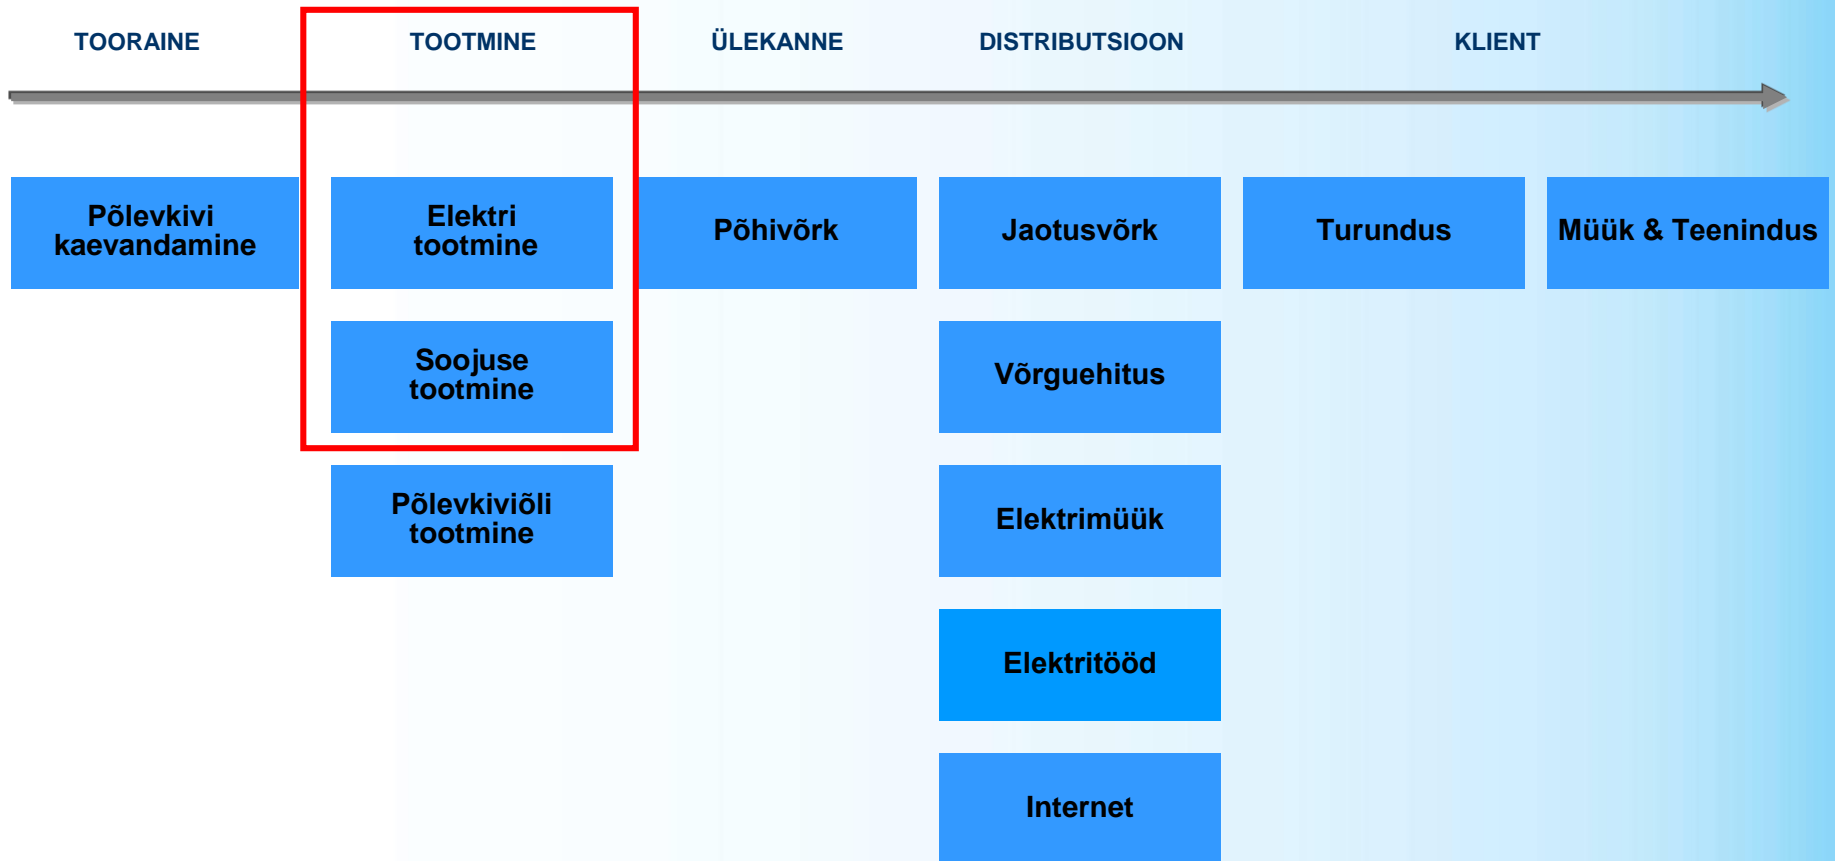 TOORAINE
TOOTMINE
ÜLEKANNE
DISTRIBUTSIOON
KLIENT
Põlevkivi
kaevandamine
Elektri
tootmine
Põhivõrk
Jaotusvõrk
Turundus
Müük & Teenindus
Soojuse
tootmine
Võrguehitus
Põlevkiviõli
tootmine
Elektrimüük
Elektritööd
Internet